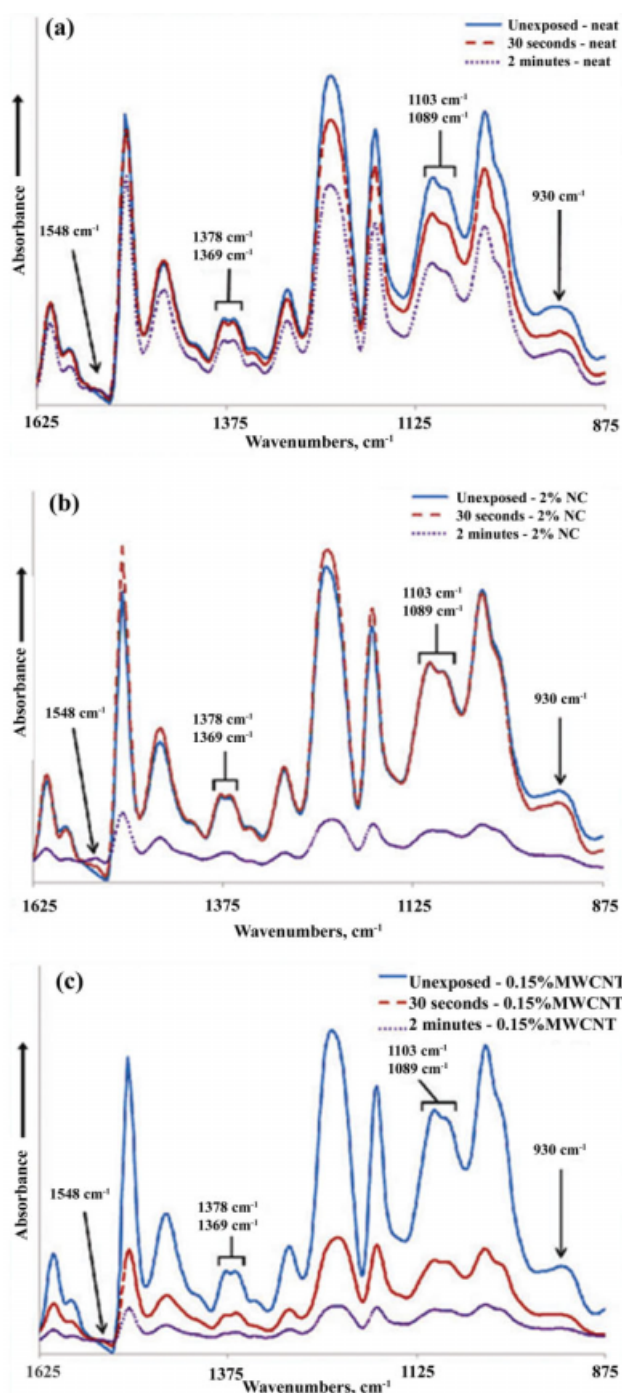 (a)
Unexposed - neat
30 seconds - neat
2 minutes - neat
1103 cm⁻¹
1089 cm⁻¹
1548 cm⁻¹
1378 cm⁻¹
1369 cm⁻¹
930 cm⁻¹
Absorbance
1625
1375
1125
875
Wavenumbers, cm⁻¹
(b)
Unexposed - 2% NC
30 seconds - 2% NC
2 minutes - 2% NC
1103 cm⁻¹
1089 cm⁻¹
1548 cm⁻¹
1378 cm⁻¹
1369 cm⁻¹
930 cm⁻¹
Absorbance
1625
1375
1125
875
Wavenumbers, cm⁻¹
(c)
Unexposed - 0.15%MWCNT
30 seconds - 0.15%MWCNT
2 minutes - 0.15%MWCNT
1103 cm⁻¹
1089 cm⁻¹
1548 cm⁻¹
1378 cm⁻¹
1369 cm⁻¹
930 cm⁻¹
Absorbance
1625
1375
1125
875
Wavenumbers, cm⁻¹